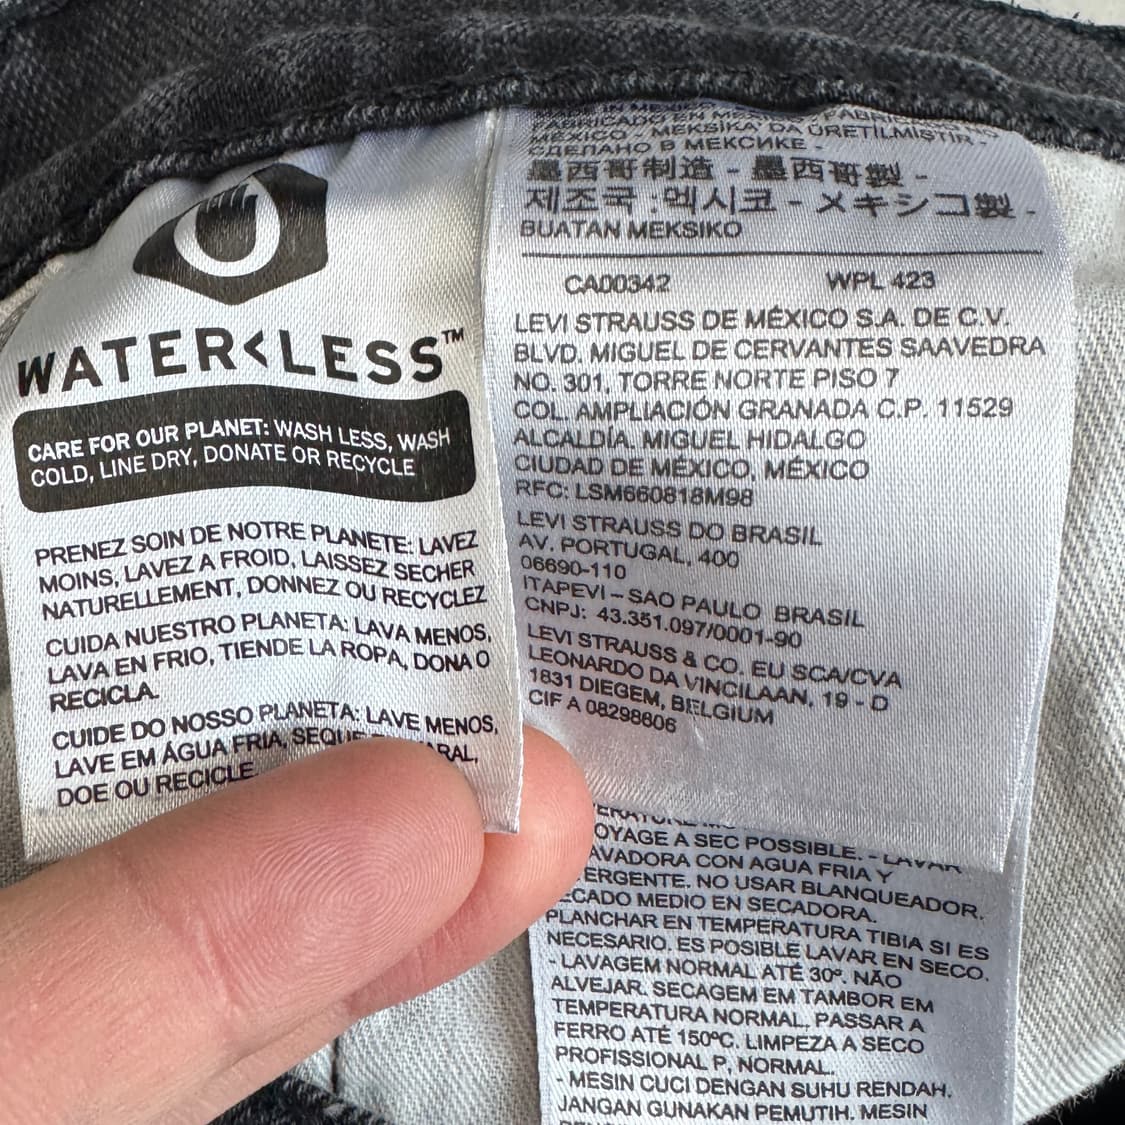 WATER<LESS™
CARE FOR OUR PLANET: WASH LESS, WASH
COLD, LINE DRY, DONATE OR RECYCLE
PRENEZ SOIN DE NOTRE PLANETE: LAVEZ
MOINS, LAVEZ A FROID, LAISSEZ SECHER
NATURELLEMENT, DONNEZ OU RECYCLEZ
CUIDA NUESTRO PLANETA: LAVA MENOS,
LAVA EN FRIO, TIENDE LA ROPA, DONA O
RECICLA.
CUIDE DO NOSSO PLANETA: LAVE MENOS,
LAVE EM ÁGUA FRIA,
DOE OU RECICLE
FABRICADO EN
MÉXICO - MEKSİKA' DA ÜRETİLMİŞTİR -
СДЕЛАНО В МЕКСИКЕ -
墨西哥制造 - 墨西哥製 -
제조국 : 멕시코 - メキシコ製 -
BUATAN MEKSIKO
CA00342 WPL 423
LEVI STRAUSS DE MÉXICO S.A. DE C.V.
BLVD. MIGUEL DE CERVANTES SAAVEDRA
NO. 301, TORRE NORTE PISO 7
COL. AMPLIACIÓN GRANADA C.P. 11529
ALCALDÍA. MIGUEL HIDALGO
CIUDAD DE MÉXICO, MÉXICO
RFC: LSM660818M98
LEVI STRAUSS DO BRASIL
AV. PORTUGAL, 400
06690-110
ITAPEVI – SAO PAULO BRASIL
CNPJ: 43.351.097/0001-90
LEVI STRAUSS & CO. EU SCA/CVA
LEONARDO DA VINCILAAN, 19 - D
1831 DIEGEM, BELGIUM
CIF A 08298606
A SEC POSSIBLE. - LAVAR
CON AGUA FRIA Y
NO USAR BLANQUEADOR.
MEDIO EN SECADORA.
PLANCHAR EN TEMPERATURA TIBIA SI ES
NECESARIO. ES POSIBLE LAVAR EN SECO.
- LAVAGEM NORMAL ATÉ 30º. NÃO
ALVEJAR. SECAGEM EM TAMBOR EM
TEMPERATURA NORMAL. PASSAR A
FERRO ATÉ 150ºC. LIMPEZA A SECO
PROFISSIONAL P, NORMAL.
- MESIN CUCI DENGAN SUHU RENDAH.
JANGAN GUNAKAN PEMUTIH. MESIN